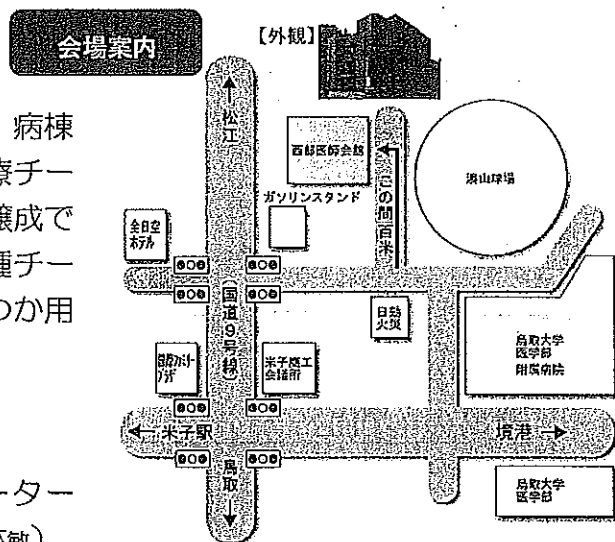 会場案内
【外観】
病棟
療チー
醸成で
種チー
つか用
ーター
敏）
←松江
西部医師会館
この間百米
湊山球場
ガソリンスタンド
全日空
ホテル
（国道9号線）
日動
火災
鳥取大学
医学部
附属病院
米子商工
会議所
←米子駅
境港→
鳥取→
鳥取大学
医学部